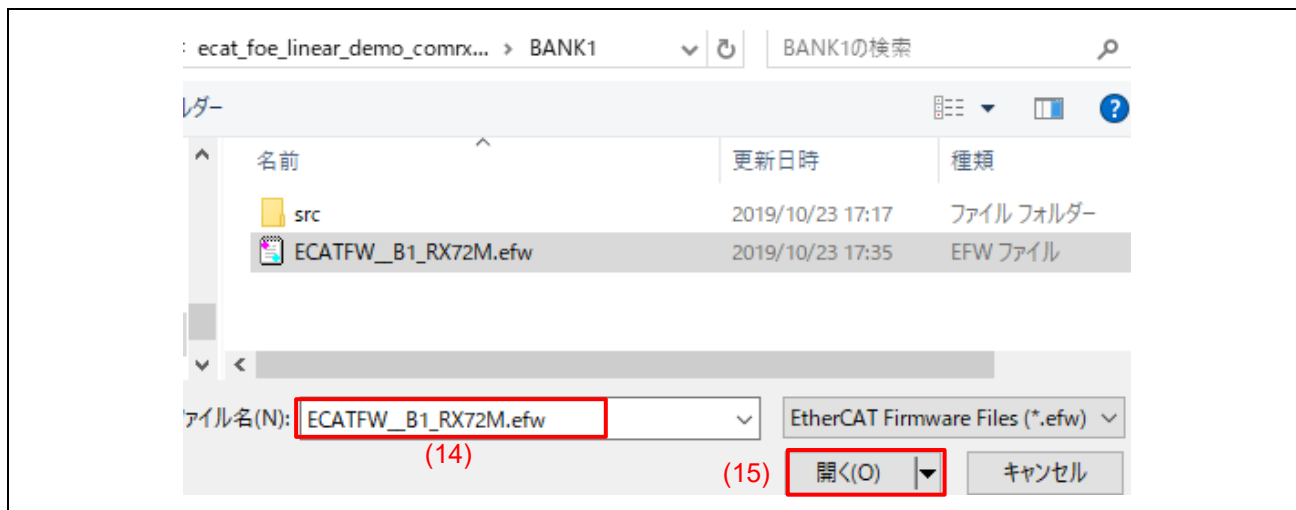 ecat_foe_linear_demo_comrx... › BANK1 BANK1の検索
ルダー
名前 更新日時 種類
src 2019/10/23 17:17 ファイル フォルダー
ECATFW__B1_RX72M.efw 2019/10/23 17:35 EFW ファイル
ファイル名(N): ECATFW__B1_RX72M.efw EtherCAT Firmware Files (*.efw)
(14)
(15) 開く(O) キャンセル